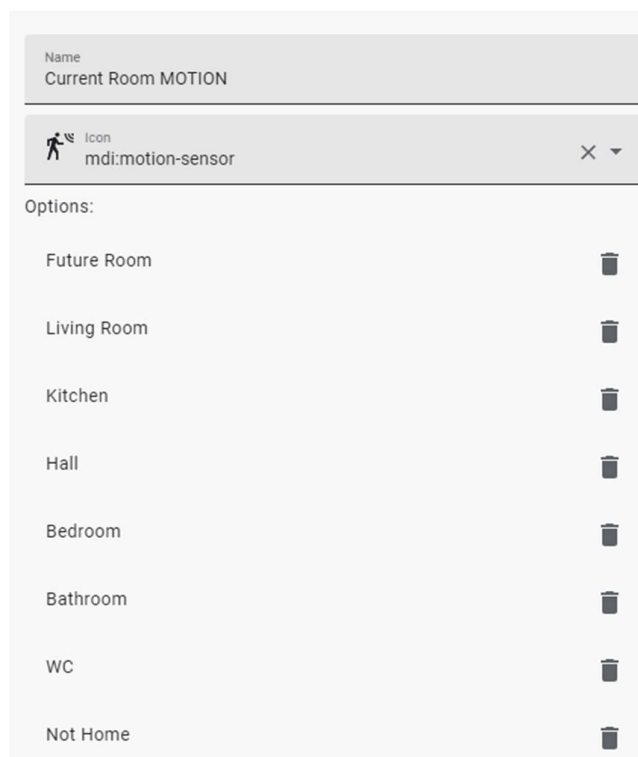 Name
Current Room MOTION
Icon
mdi:motion-sensor
Options:
Future Room
Living Room
Kitchen
Hall
Bedroom
Bathroom
WC
Not Home